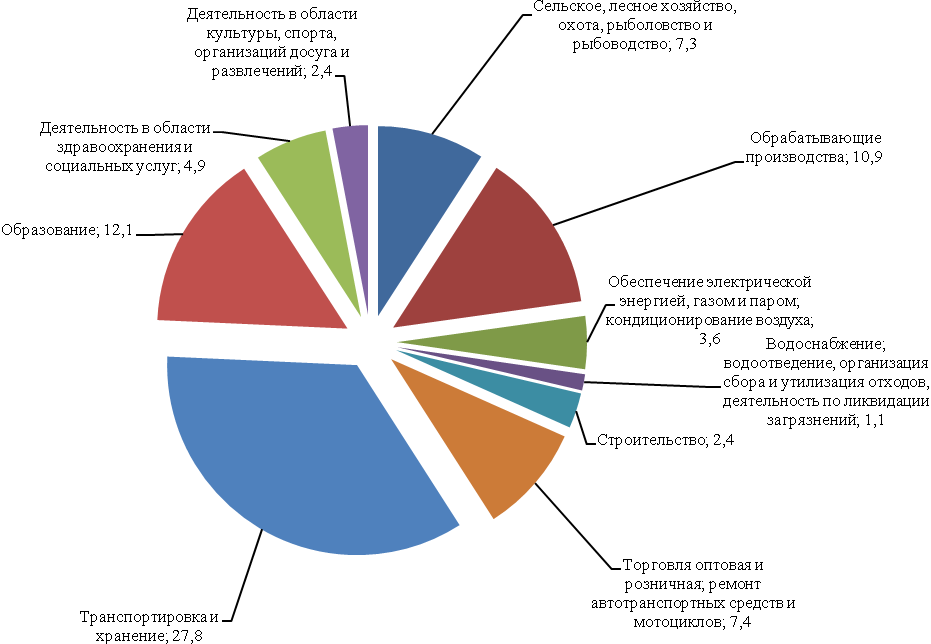 Деятельность в области
культуры, спорта,
организаций досуга и
развлечений; 2,4
Сельское, лесное хозяйство,
охота, рыболовство и
рыбоводство; 7,3
Обрабатывающие
производства; 10,9
Обеспечение электрической
энергией, газом и паром;
кондиционирование воздуха;
3,6
Водоснабжение;
водоотведение, организация
сбора и утилизация отходов,
деятельность по ликвидации
загрязнений; 1,1
Строительство; 2,4
Торговля оптовая и
розничная; ремонт
автотранспортных средств и
мотоциклов; 7,4
Транспортировка и
хранение; 27,8
Образование; 12,1
Деятельность в области
здравоохранения и
социальных услуг; 4,9